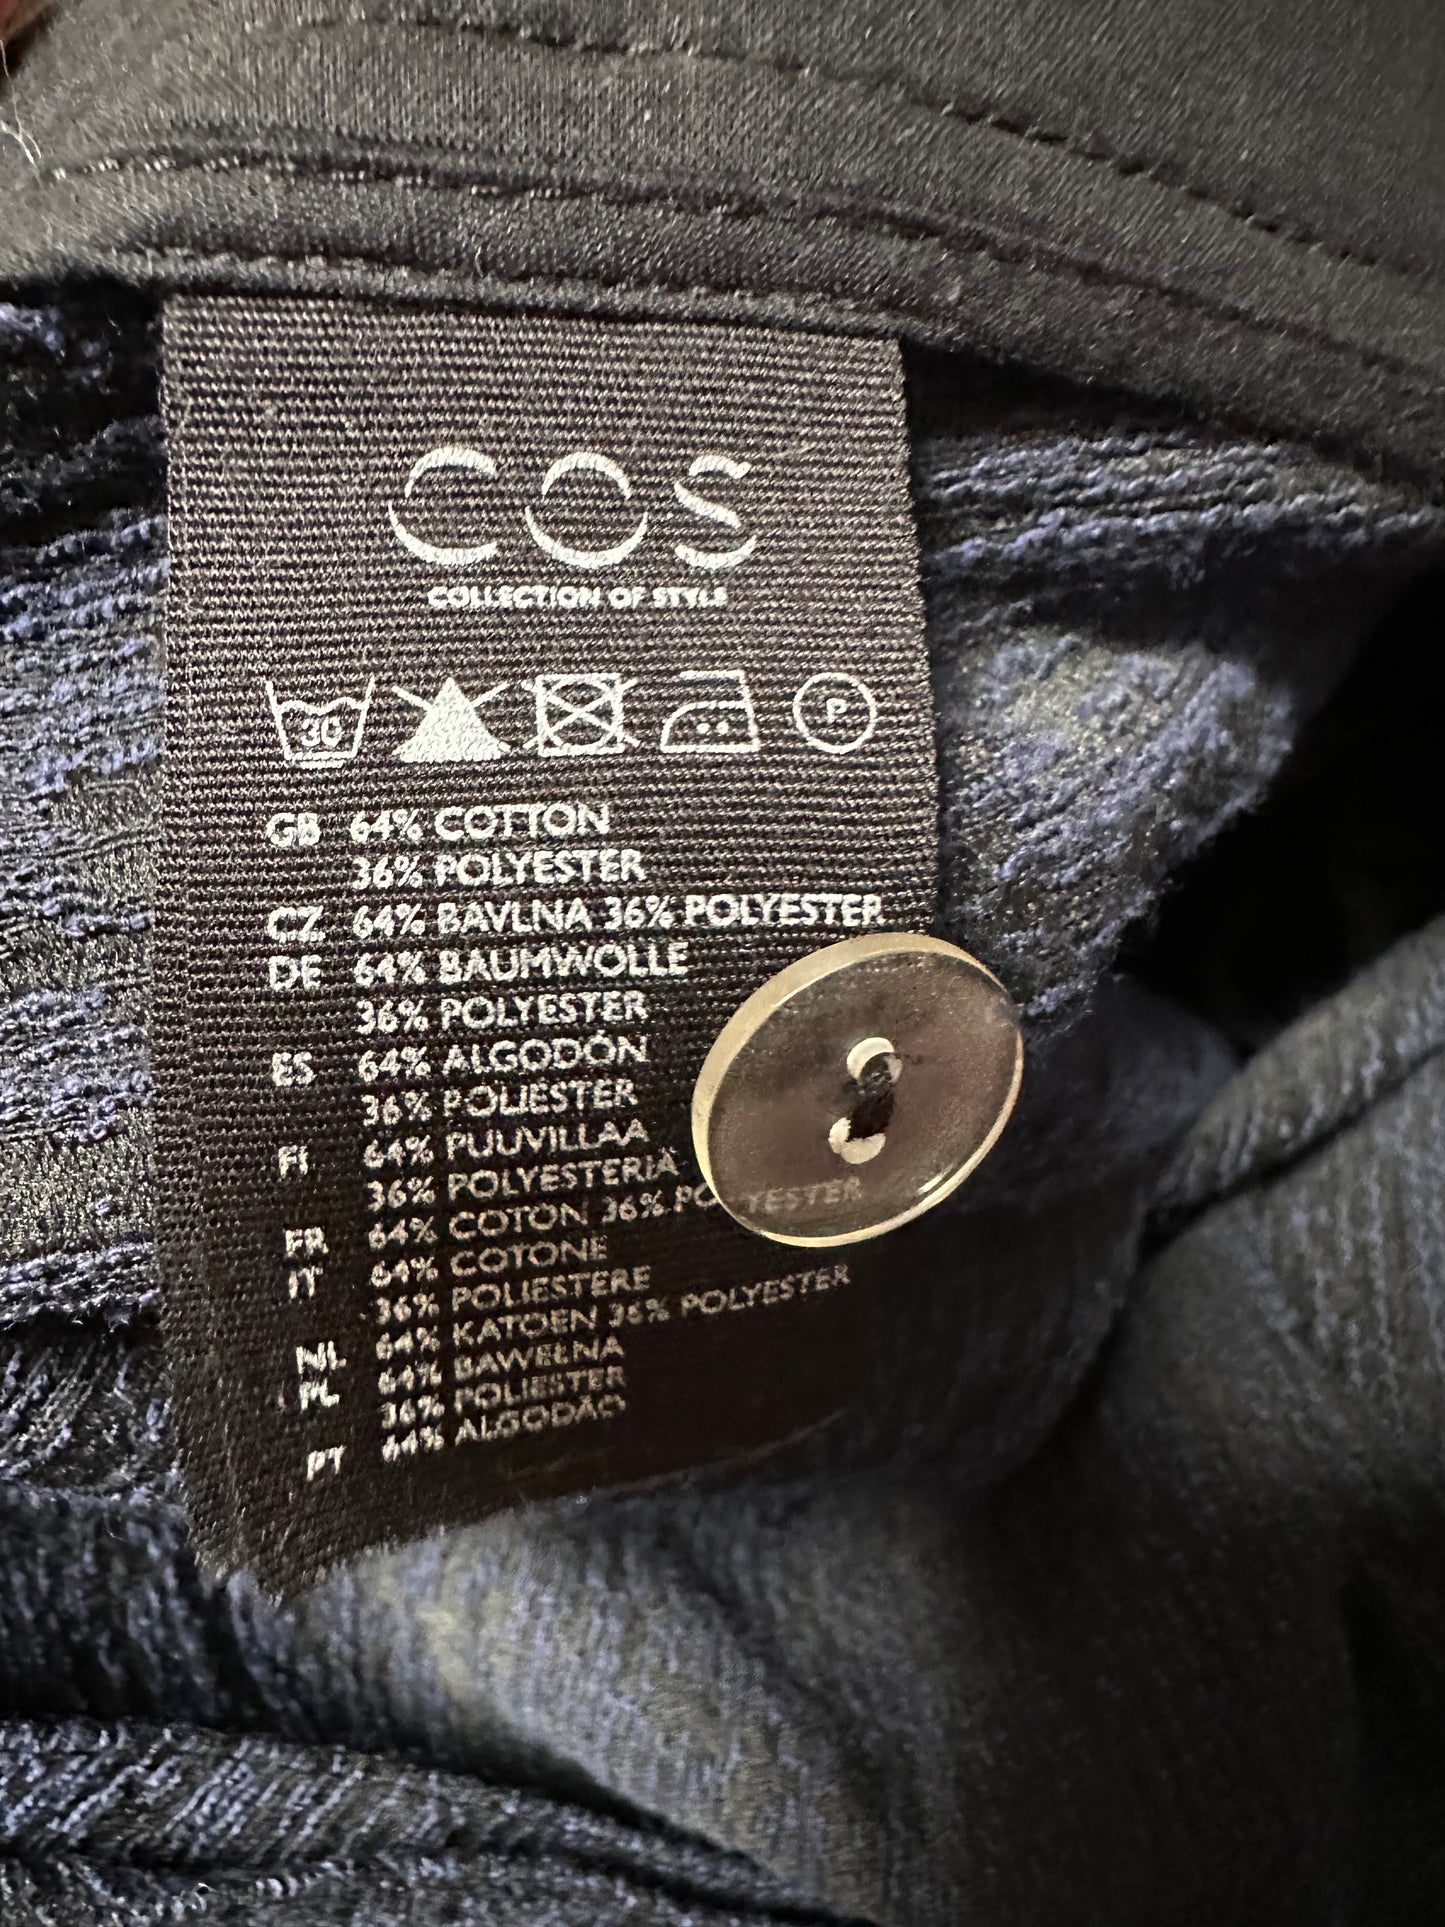 COS
COLLECTION OF STYLE
30 P
GB 64% COTTON
36% POLYESTER
CZ 64% BAVLNA 36% POLYESTER
DE 64% BAUMWOLLE
36% POLYESTER
ES 64% ALGODÓN
36% POLIÉSTER
FI 64% PUUVILLAA
36% POLYESTERIÄ
FR 64% COTON 36% POLYESTER
IT 64% COTONE
36% POLIESTERE
NL 64% KATOEN 36% POLYESTER
PL 64% BAWEŁNA
36% POLIESTER
PT 64% ALGODÃO